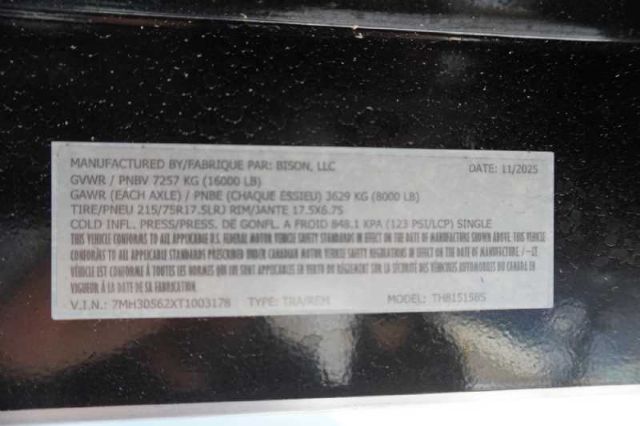 MANUFACTURED BY/FABRIQUE PAR: BISON, LLC DATE: 11/2025
GVWR / PNBV 7257 KG (16000 LB)
GAWR (EACH AXLE) / PNBE (CHAQUE ESSIEU) 3629 KG (8000 LB)
TIRE/PNEU 215/75R17.5LRJ RIM/JANTE 17.5X6.75
COLD INFL. PRESS/PRESS. DE GONFL. A FROID 848.1 KPA (123 PSI/LCP) SINGLE
THIS VEHICLE CONFORMS TO ALL APPLICABLE U.S. FEDERAL MOTOR VEHICLE SAFETY STANDARDS IN EFFECT ON THE DATE OF MANUFACTURE SHOWN ABOVE. THIS VEHICLE
CONFORMS TO ALL APPLICABLE STANDARDS PRESCRIBED UNDER CANADIAN MOTOR VEHICLE SAFETY REGULATIONS IN EFFECT ON THE DATE OF MANUFACTURE / -CE
VÉHICULE EST CONFORME À TOUTES LES NORMES QUI LUI SONT APPLICABLES EN VERTU DU RÈGLEMENT SUR LA SÉCURITÉ DES VÉHICULES AUTOMOBILES DU CANADA EN
VIGUEUR À LA DATE DE SA FABRICATION
V.I.N.: 7MH30562XT1003178 TYPE: TRA/REM MODEL: